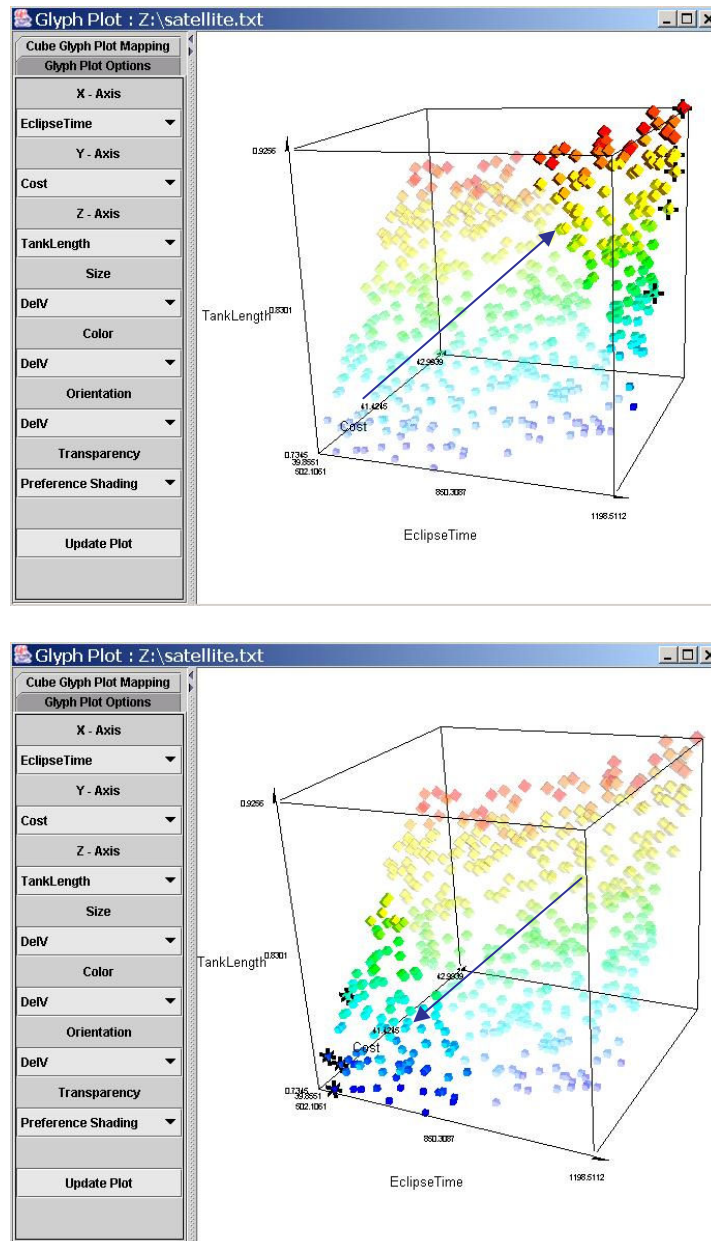 Glyph Plot : Z:\satellite.txt
Cube Glyph Plot Mapping
Glyph Plot Options
X - Axis
EclipseTime
Y - Axis
Cost
Z - Axis
TankLength
Size
DelV
Color
DelV
Orientation
DelV
Transparency
Preference Shading
Update Plot
0.9256
TankLength
0.8301
42.9839
41.4245
Cost
0.7345
39.8651
502.1061
850.3087
1198.5112
EclipseTime
Glyph Plot : Z:\satellite.txt
Cube Glyph Plot Mapping
Glyph Plot Options
X - Axis
EclipseTime
Y - Axis
Cost
Z - Axis
TankLength
Size
DelV
Color
DelV
Orientation
DelV
Transparency
Preference Shading
Update Plot
0.9256
TankLength
0.8301
42.9839
41.4245
Cost
0.7345
39.8651
502.1061
850.3087
1198.5112
EclipseTime